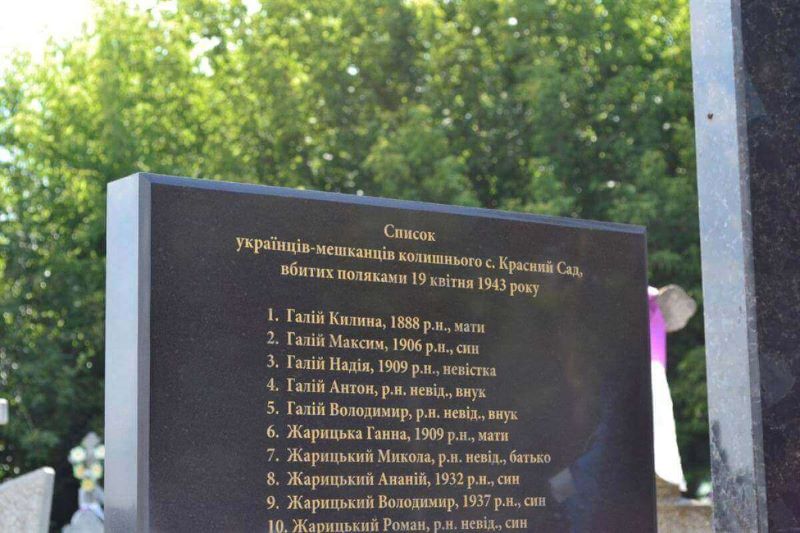 Список
українців-мешканців колишнього с. Красний Сад,
вбитих поляками 19 квітня 1943 року
1. Галій Килина, 1888 р.н., мати
2. Галій Максим, 1906 р.н., син
3. Галій Надія, 1909 р.н., невістка
4. Галій Антон, р.н. невід., внук
5. Галій Володимир, р.н. невід., внук
6. Жарицька Ганна, 1909 р.н., мати
7. Жарицький Микола, р.н. невід., батько
8. Жарицький Ананій, 1932 р.н., син
9. Жарицький Володимир, 1937 р.н., син
10. Жарицький Роман, р.н. невід., син